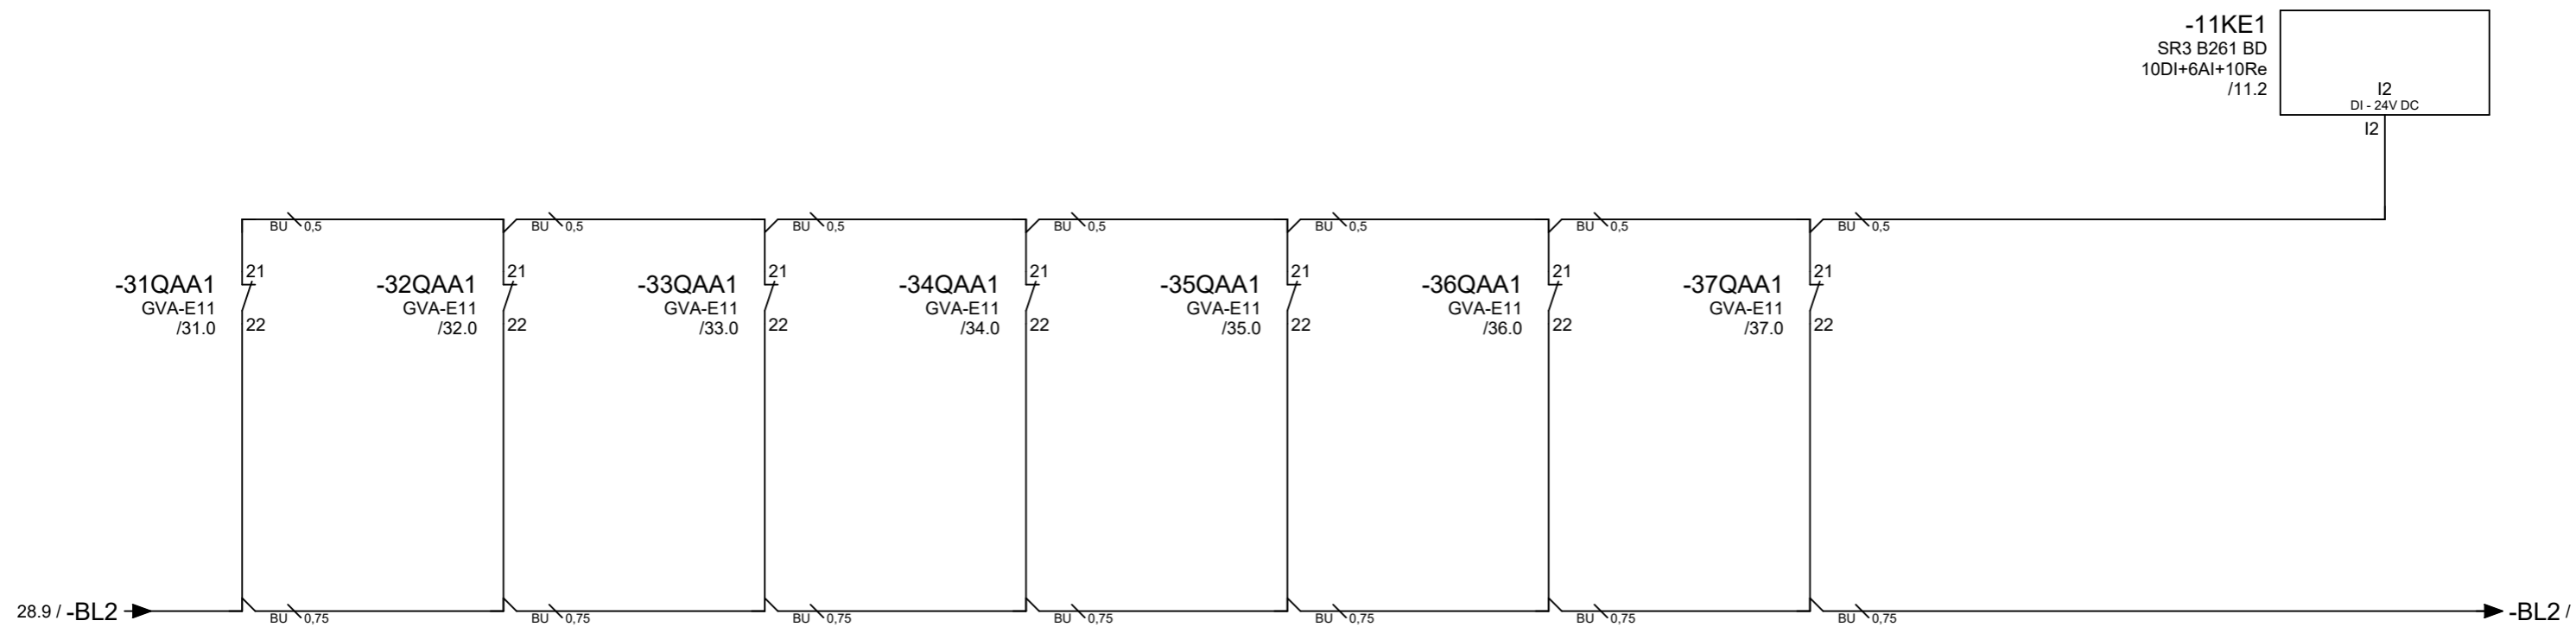 -11KE1
SR3 B261 BD
10DI+6AI+10Re
/11.2
I2
DI - 24V DC
I2
BU 0,5
BU 0,5
BU 0,5
BU 0,5
BU 0,5
BU 0,5
BU 0,5
-31QAA1
GVA-E11
/31.0
21
22
-32QAA1
GVA-E11
/32.0
21
22
-33QAA1
GVA-E11
/33.0
21
22
-34QAA1
GVA-E11
/34.0
21
22
-35QAA1
GVA-E11
/35.0
21
22
-36QAA1
GVA-E11
/36.0
21
22
-37QAA1
GVA-E11
/37.0
21
22
28.9 / -BL2
BU 0,75
BU 0,75
BU 0,75
BU 0,75
BU 0,75
BU 0,75
BU 0,75
-BL2 /